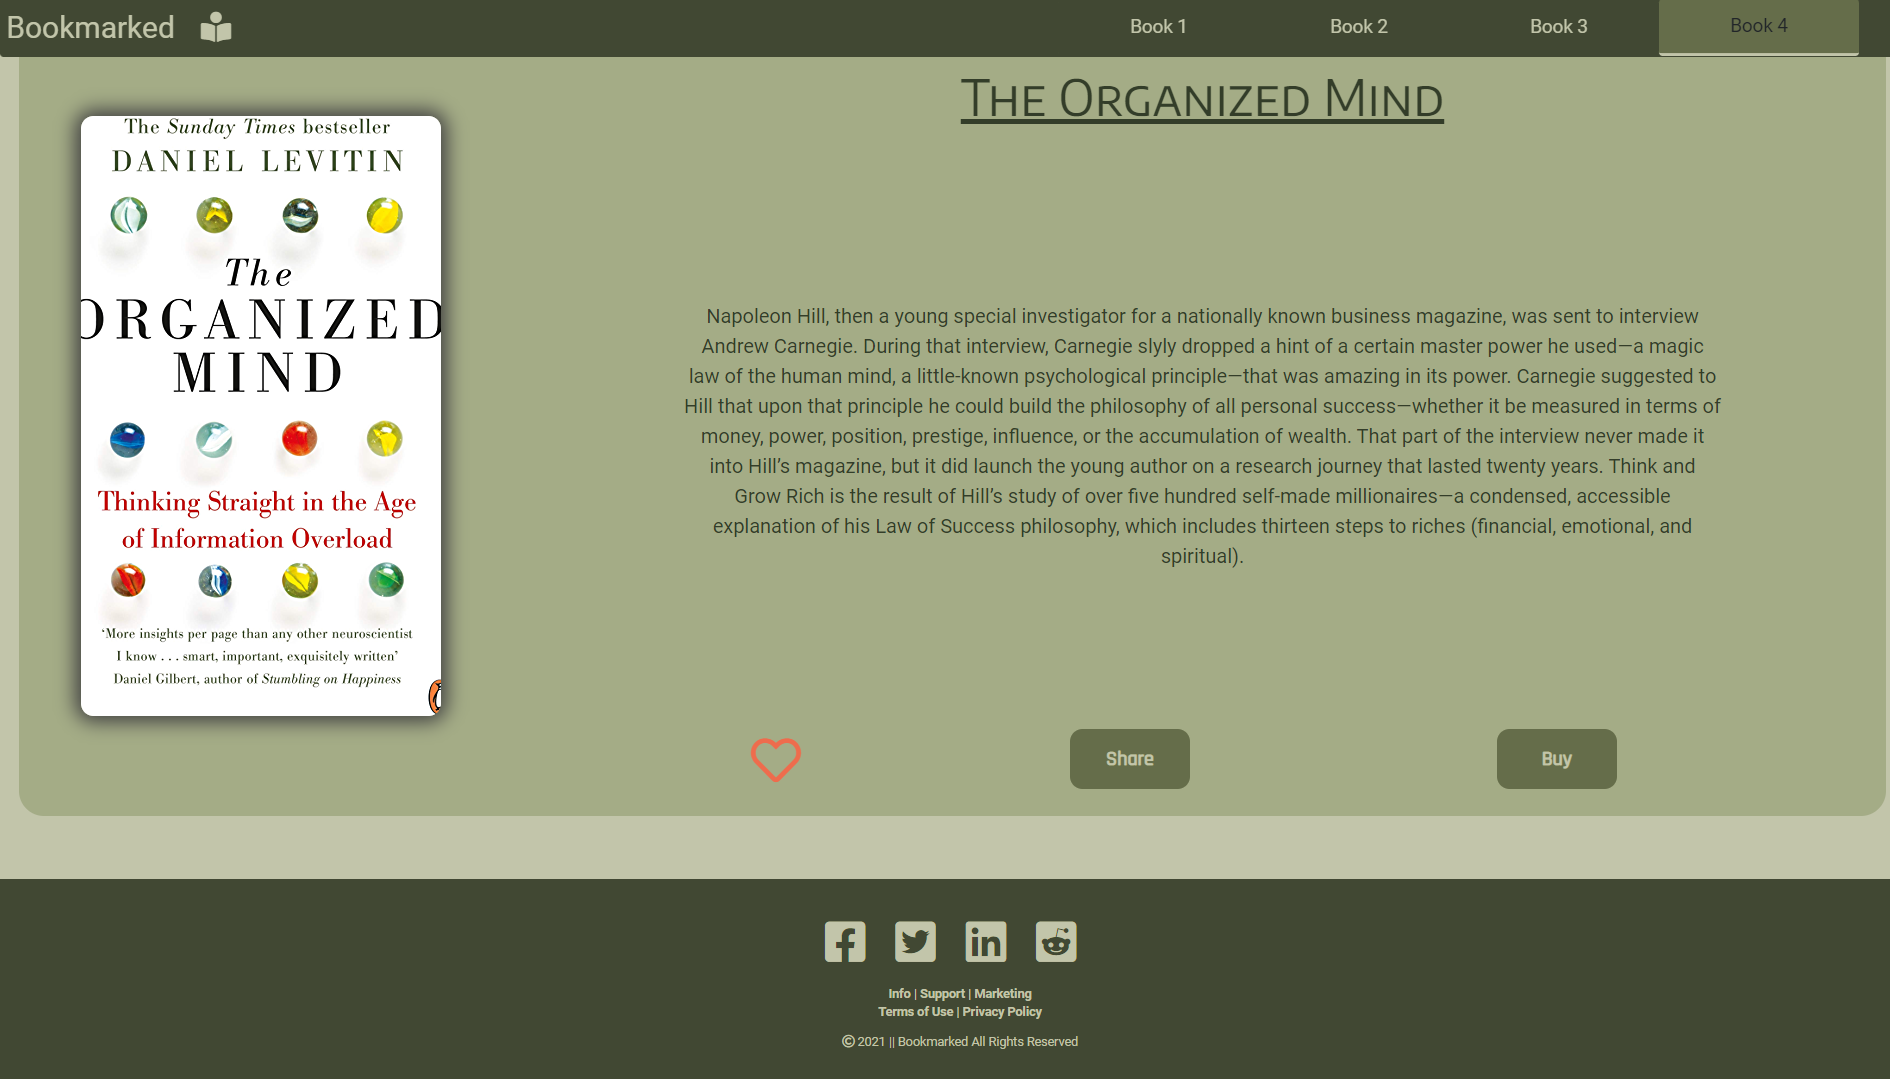 Bookmarked
Book 1
Book 2
Book 3
Book 4
The Organized Mind
The Sunday Times bestseller
DANIEL LEVITIN
The
ORGANIZED
MIND
Thinking Straight in the Age
of Information Overload
‘More insights per page than any other neuroscientist
I know . . . smart, important, exquisitely written’
Daniel Gilbert, author of Stumbling on Happiness
Napoleon Hill, then a young special investigator for a nationally known business magazine, was sent to interview
Andrew Carnegie. During that interview, Carnegie slyly dropped a hint of a certain master power he used—a magic
law of the human mind, a little-known psychological principle—that was amazing in its power. Carnegie suggested to
Hill that upon that principle he could build the philosophy of all personal success—whether it be measured in terms of
money, power, position, prestige, influence, or the accumulation of wealth. That part of the interview never made it
into Hill’s magazine, but it did launch the young author on a research journey that lasted twenty years. Think and
Grow Rich is the result of Hill’s study of over five hundred self-made millionaires—a condensed, accessible
explanation of his Law of Success philosophy, which includes thirteen steps to riches (financial, emotional, and
spiritual).
Share
Buy
Info | Support | Marketing
Terms of Use | Privacy Policy
© 2021 || Bookmarked All Rights Reserved